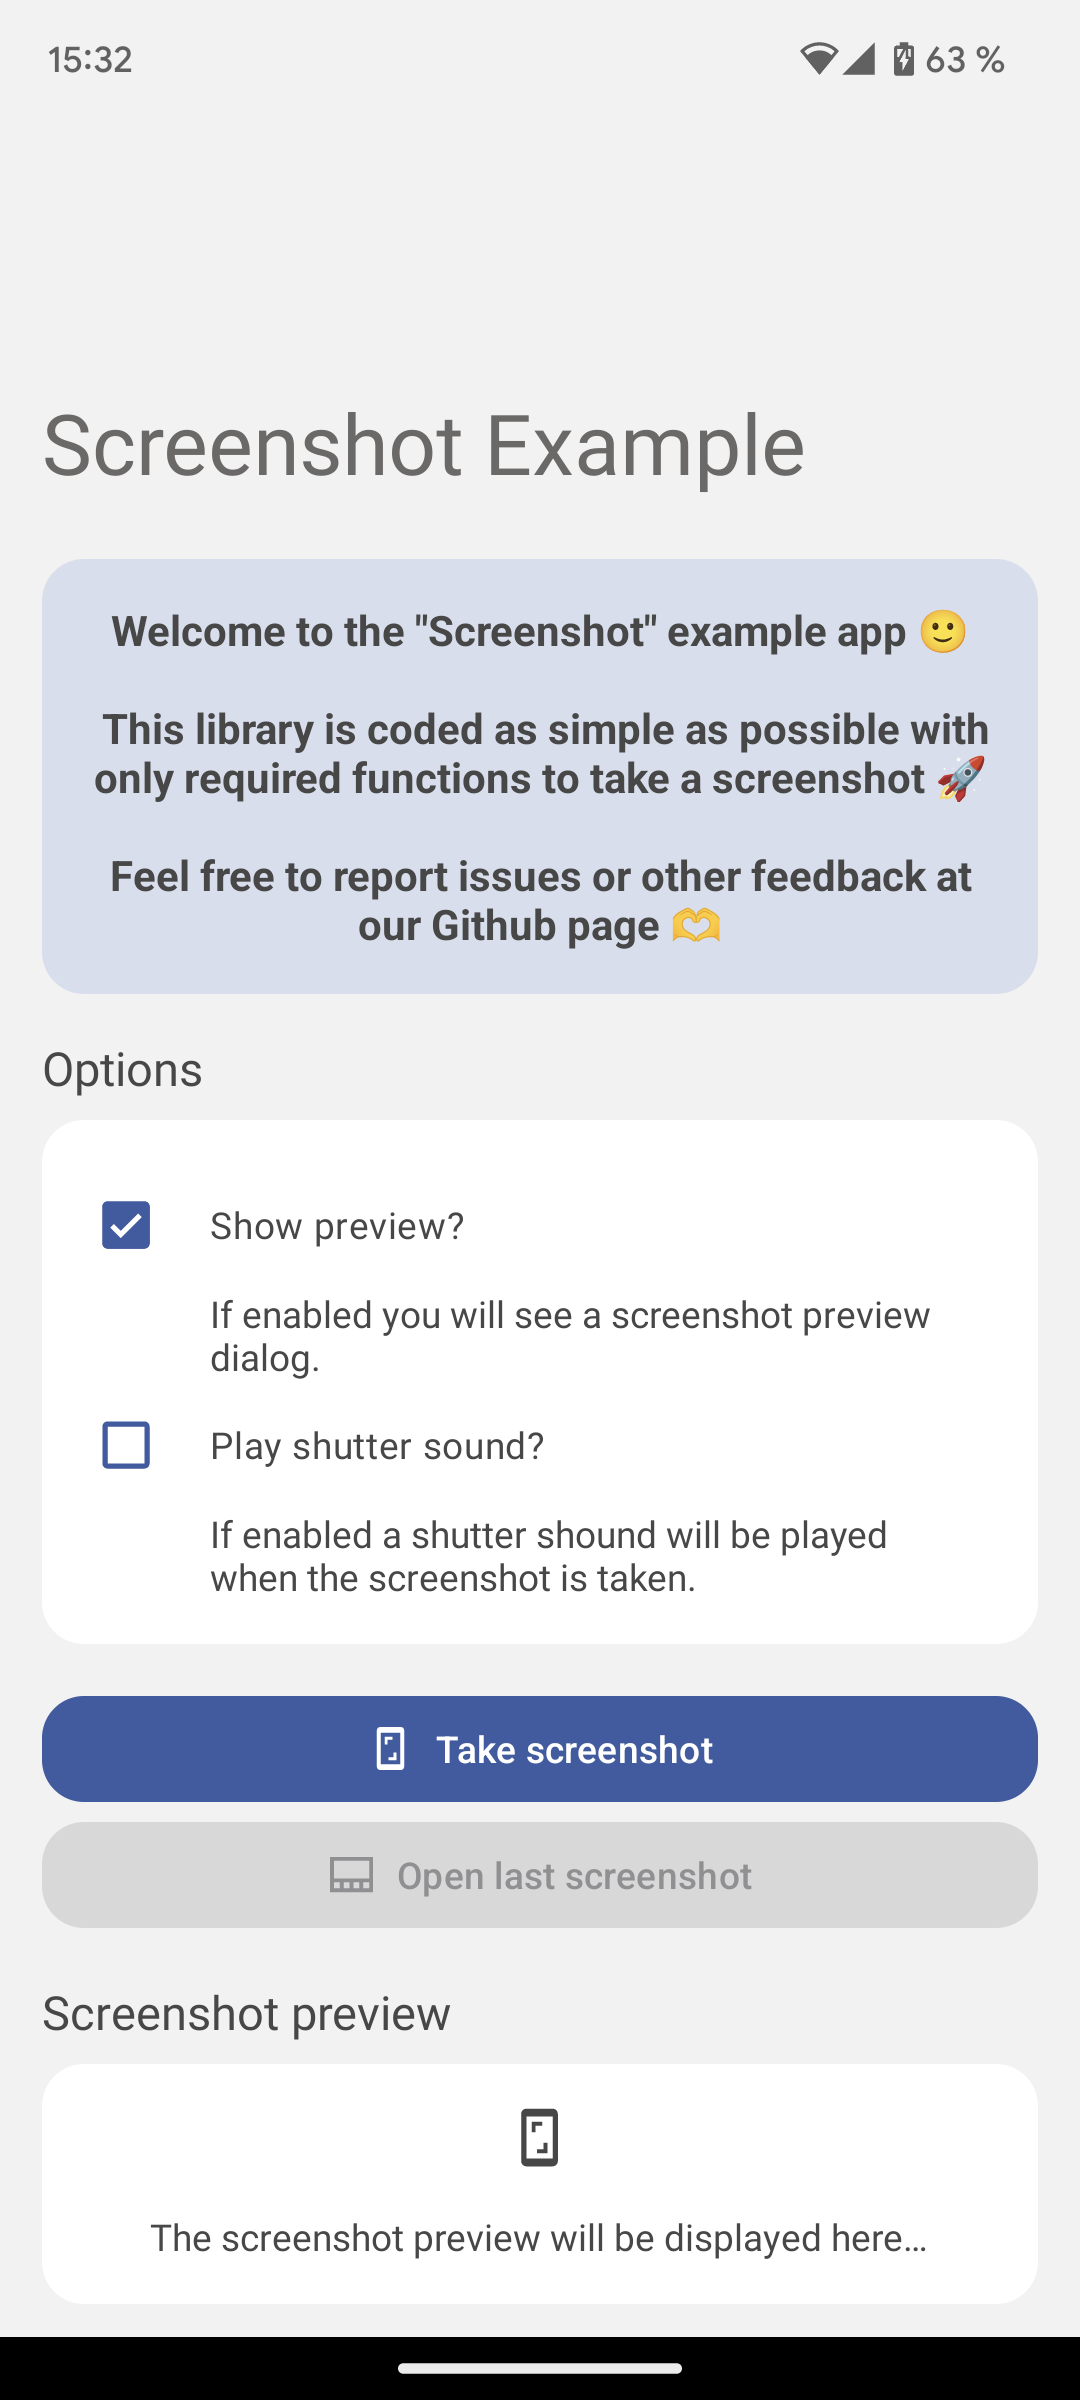 15:32
63 %
Screenshot Example
Welcome to the "Screenshot" example app 🙂
This library is coded as simple as possible with
only required functions to take a screenshot 🚀
Feel free to report issues or other feedback at
our Github page 🫶
Options
Show preview?
If enabled you will see a screenshot preview
dialog.
Play shutter sound?
If enabled a shutter shound will be played
when the screenshot is taken.
Take screenshot
Open last screenshot
Screenshot preview
The screenshot preview will be displayed here…